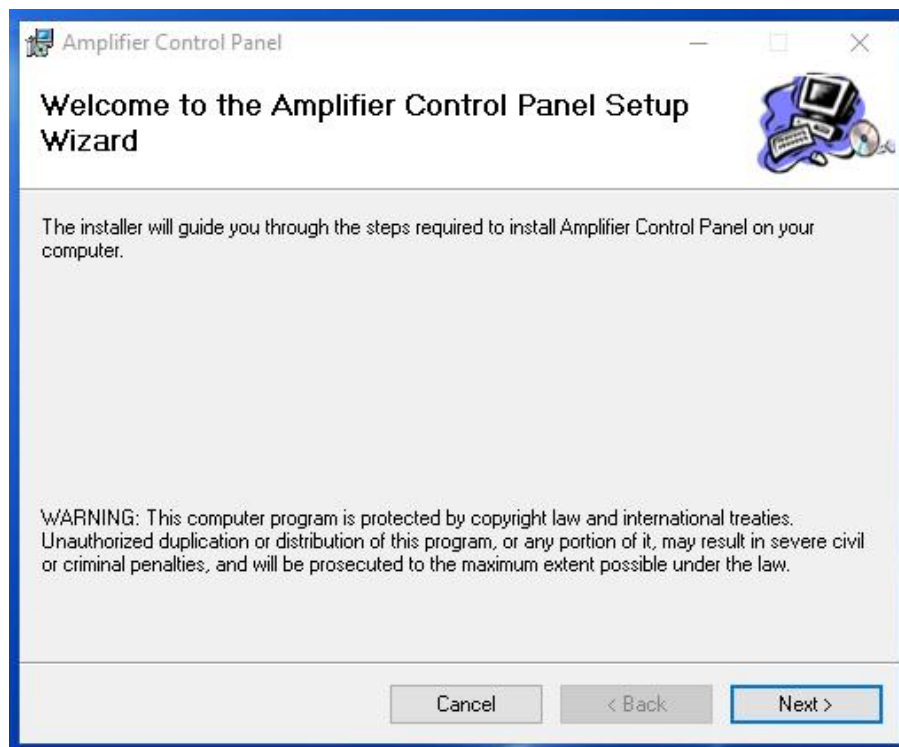 Amplifier Control Panel
Welcome to the Amplifier Control Panel Setup
Wizard
The installer will guide you through the steps required to install Amplifier Control Panel on your
computer.
WARNING: This computer program is protected by copyright law and international treaties.
Unauthorized duplication or distribution of this program, or any portion of it, may result in severe civil
or criminal penalties, and will be prosecuted to the maximum extent possible under the law.
Cancel
< Back
Next >